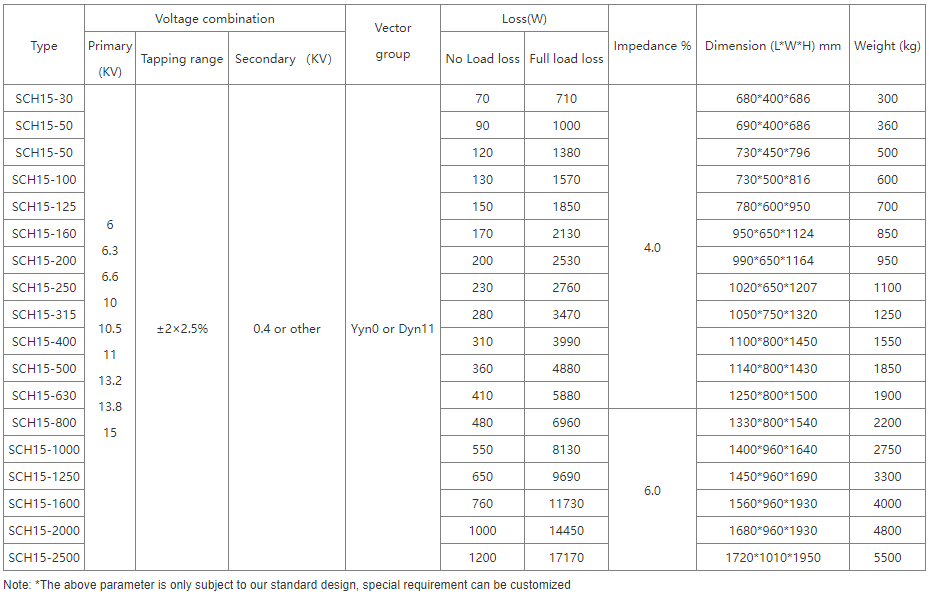 Type Voltage combination Vector group Loss(W) Impedance % Dimension (L*W*H) mm Weight (kg)
Primary (KV) Tapping range Secondary （KV） No Load loss Full load loss
SCH15-30 70 710 680*400*686 300
SCH15-50 90 1000 690*400*686 360
SCH15-50 120 1380 730*450*796 500
SCH15-100 130 1570 730*500*816 600
SCH15-125 150 1850 780*600*950 700
SCH15-160 6 170 2130 950*650*1124 850
6.3 4.0
SCH15-200 200 2530 990*650*1164 950
6.6
SCH15-250 230 2760 1020*650*1207 1100
10
SCH15-315 280 3470 1050*750*1320 1250
10.5 ±2×2.5% 0.4 or other Yyn0 or Dyn11
SCH15-400 310 3990 1100*800*1450 1550
11
SCH15-500 360 4880 1140*800*1430 1850
13.2
SCH15-630 410 5880 1250*800*1500 1900
13.8
SCH15-800 480 6960 1330*800*1540 2200
15
SCH15-1000 550 8130 1400*960*1640 2750
SCH15-1250 650 9690 1450*960*1690 3300
6.0
SCH15-1600 760 11730 1560*960*1930 4000
SCH15-2000 1000 14450 1680*960*1930 4800
SCH15-2500 1200 17170 1720*1010*1950 5500
Note: *The above parameter is only subject to our standard design, special requirement can be customized